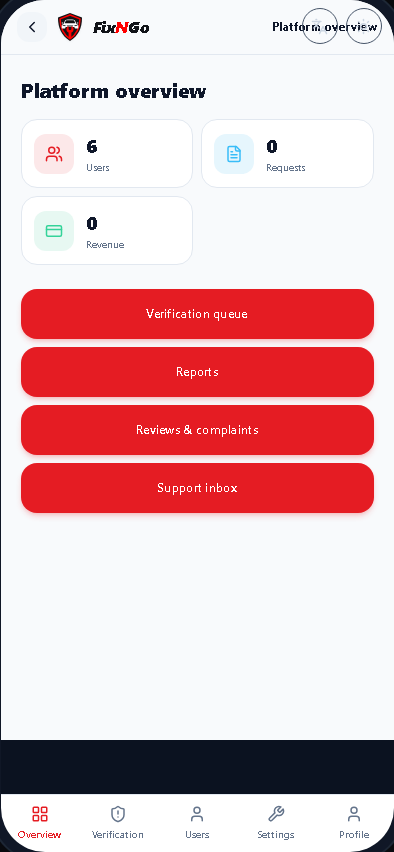 FixNGo
Platform overview
Platform overview
6
Users
0
Requests
0
Revenue
Verification queue
Reports
Reviews & complaints
Support inbox
Overview
Verification
Users
Settings
Profile